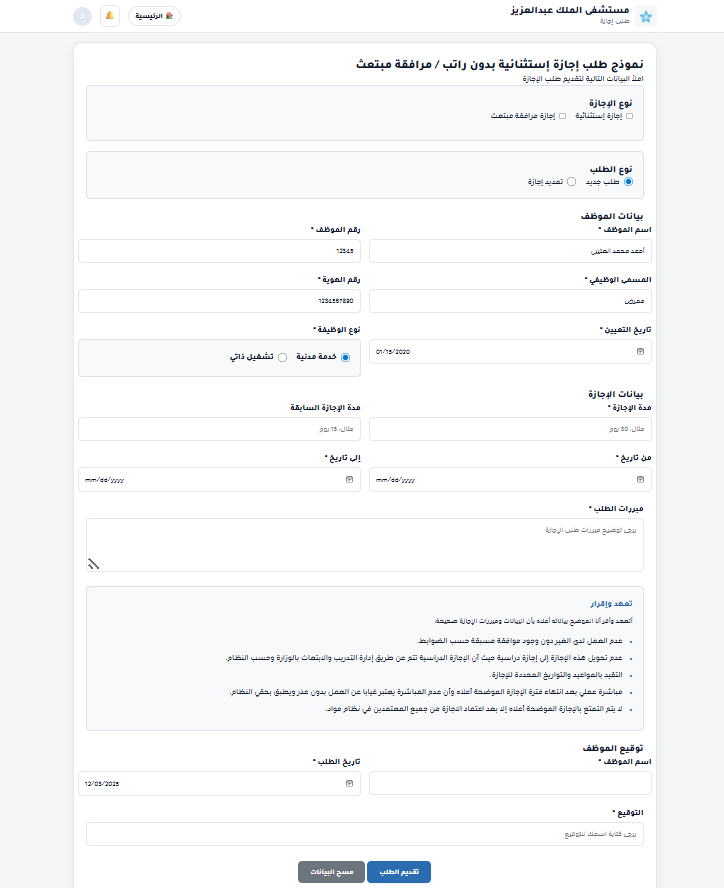 مستشفى الملك عبدالعزيز
طلبي إجازة
الرئيسية
نموذج طلب إجازة إستثنائية بدون راتب / مرافقة مبتعث
املأ البيانات التالية لتقديم طلب الإجازة
نوع الإجازة
إجازة إستثنائية إجازة مرافقة مبتعث
نوع الطلب
طلب جديد تمديد إجازة
بيانات الموظف
اسم الموظف * رقم الموظف *
أحمد محمد العتيبي 12345
المسمى الوظيفي * رقم الهوية *
ممرض 1234567890
تاريخ التعيين * نوع الوظيفة *
01/15/2020 خدمة مدنية تشغيل ذاتي
بيانات الإجازة
مدة الإجازة * مدة الإجازة السابقة
مثال: 30 يوم مثال: 15 يوم
من تاريخ * إلى تاريخ *
mm/dd/yyyy mm/dd/yyyy
مبررات الطلب *
يرجى توضيح مبررات طلب الإجازة
تعهد وإقرار
أتعهد وأقر أنا الموضح بياناته أعلاه بأن البيانات ومبررات الإجازة صحيحة.
• عدم العمل لدى الغير دون وجود موافقة مسبقة حسب الضوابط.
• عدم تحويل هذه الإجازة إلى إجازة دراسية حيث أن الإجازة الدراسية تتم عن طريق إدارة التدريب والابتعاث بالوزارة وحسب النظام.
• التقيد بالمواعيد والتواريخ المحددة للإجازة.
• مباشرة عملي بعد انتهاء فترة الإجازة الموضحة أعلاه وأن عدم المباشرة يعتبر غيابا عن العمل بدون عذر ويطبق بحقي النظام.
• لا يتم التمتع بالإجازة الموضحة أعلاه إلا بعد اعتماد الاجازة من جميع المعتمدين في نظام مواد.
توقيع الموظف
اسم الموظف * تاريخ الطلب *
12/05/2025
التوقيع *
يرجى كتابة اسمك للتوقيع
تقديم الطلب مسح البيانات